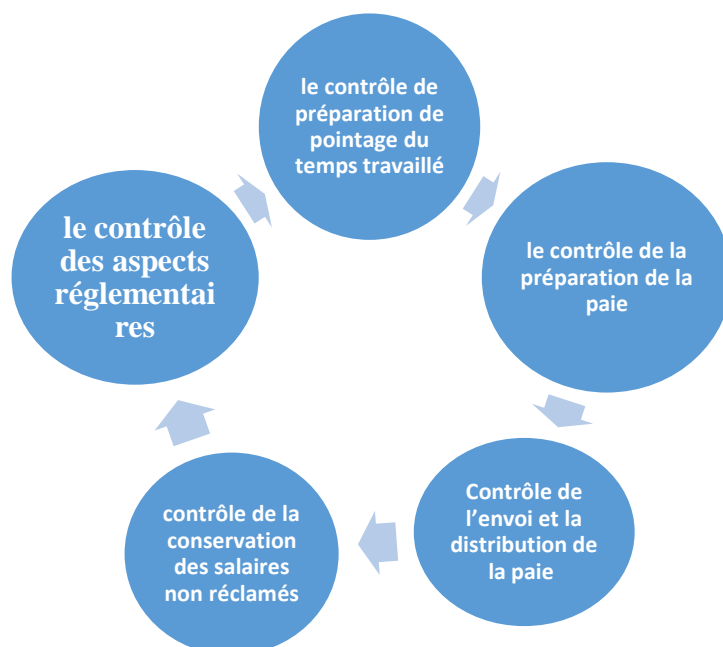 le contrôle de
préparation de
pointage du
temps travaillé
le contrôle de la
préparation de la
paie
Contrôle de
l’envoi et la
distribution de
la paie
contrôle de la
conservation
des salaires
non réclamés
le contrôle
des aspects
réglementai
res